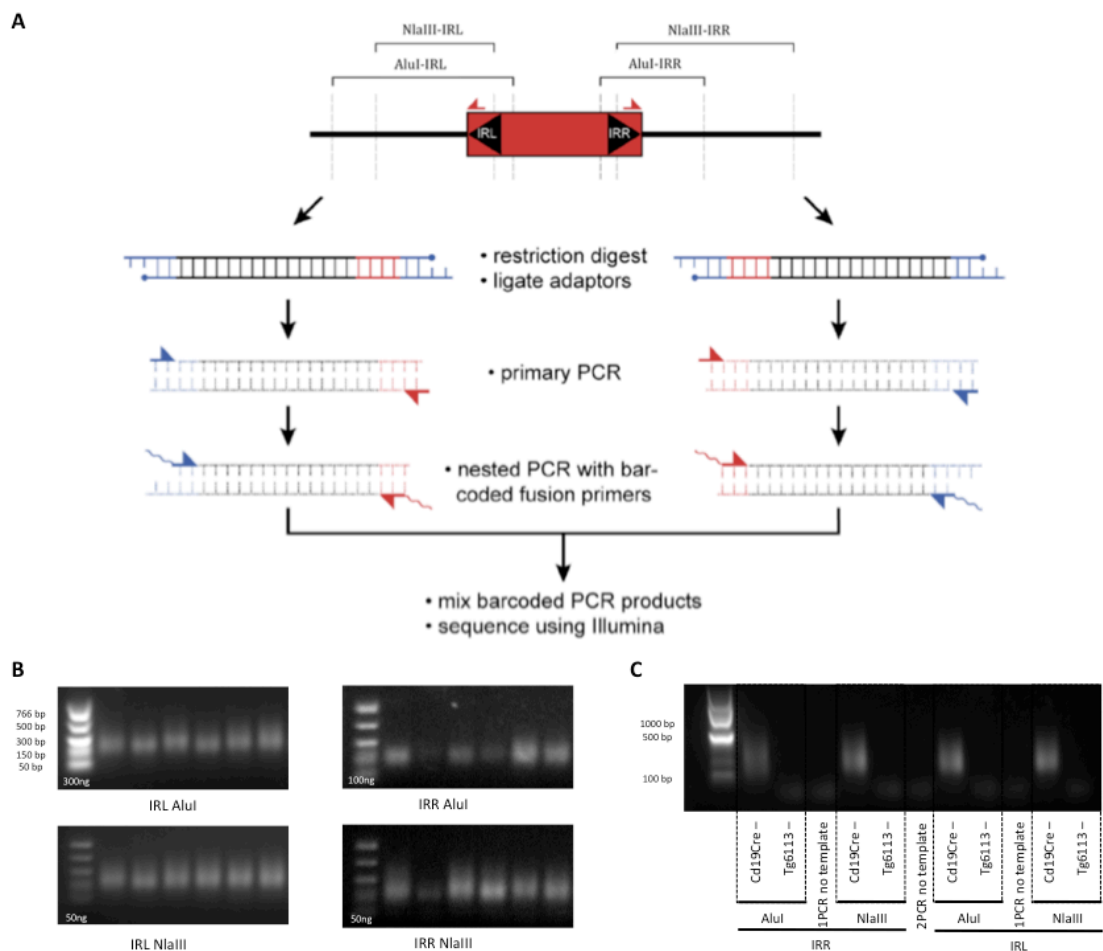 A
NlaIII-IRL
NlaIII-IRR
AluI-IRL
AluI-IRR
IRL
IRR
• restriction digest
• ligate adaptors
• primary PCR
• nested PCR with bar-
coded fusion primers
• mix barcoded PCR products
• sequence using Illumina
B
766 bp
500 bp
300 bp
150 bp
50 bp
300ng
IRL AluI
100ng
IRR AluI
50ng
IRL NlaIII
50ng
IRR NlaIII
C
1000 bp
500 bp
100 bp
Cd19Cre –
Tg6113 –
1PCR no template
Cd19Cre –
Tg6113 –
2PCR no template
Cd19Cre –
Tg6113 –
1PCR no template
Cd19Cre –
Tg6113 –
AluI
NlaIII
AluI
NlaIII
IRR
IRL